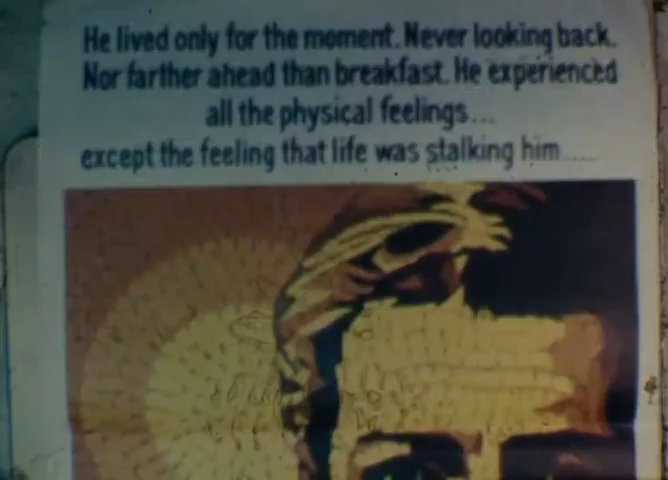 He lived only for the moment. Never looking back.
Nor farther ahead than breakfast. He experienced
all the physical feelings...
except the feeling that life was stalking him.....